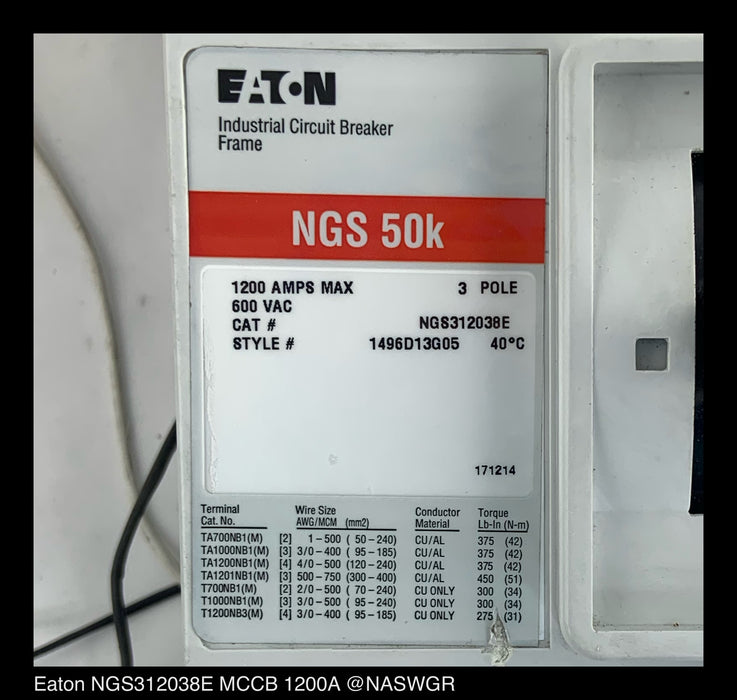 EATON
Industrial Circuit Breaker
Frame
NGS 50k
1200 AMPS MAX 3 POLE
600 VAC
CAT # NGS312038E
STYLE # 1496D13G05 40°C
171214
Terminal Wire Size Conductor Torque
Cat. No. AWG/MCM (mm2) Material Lb-In (N-m)
TA700NB1(M) [2] 1-500 (50-240) CU/AL 375 (42)
TA1000NB1(M) [3] 3/0-400 (95-185) CU/AL 375 (42)
TA1200NB1(M) [4] 4/0-500 (120-240) CU/AL 375 (42)
TA1201NB1(M) [3] 500-750 (300-400) CU/AL 450 (51)
T700NB1(M) [2] 2/0-500 (70-240) CU ONLY 300 (34)
T1000NB1(M) [3] 3/0-500 (95-240) CU ONLY 300 (34)
T1200NB3(M) [4] 3/0-400 (95-185) CU ONLY 275 (31)
Eaton NGS312038E MCCB 1200A @NASWGR